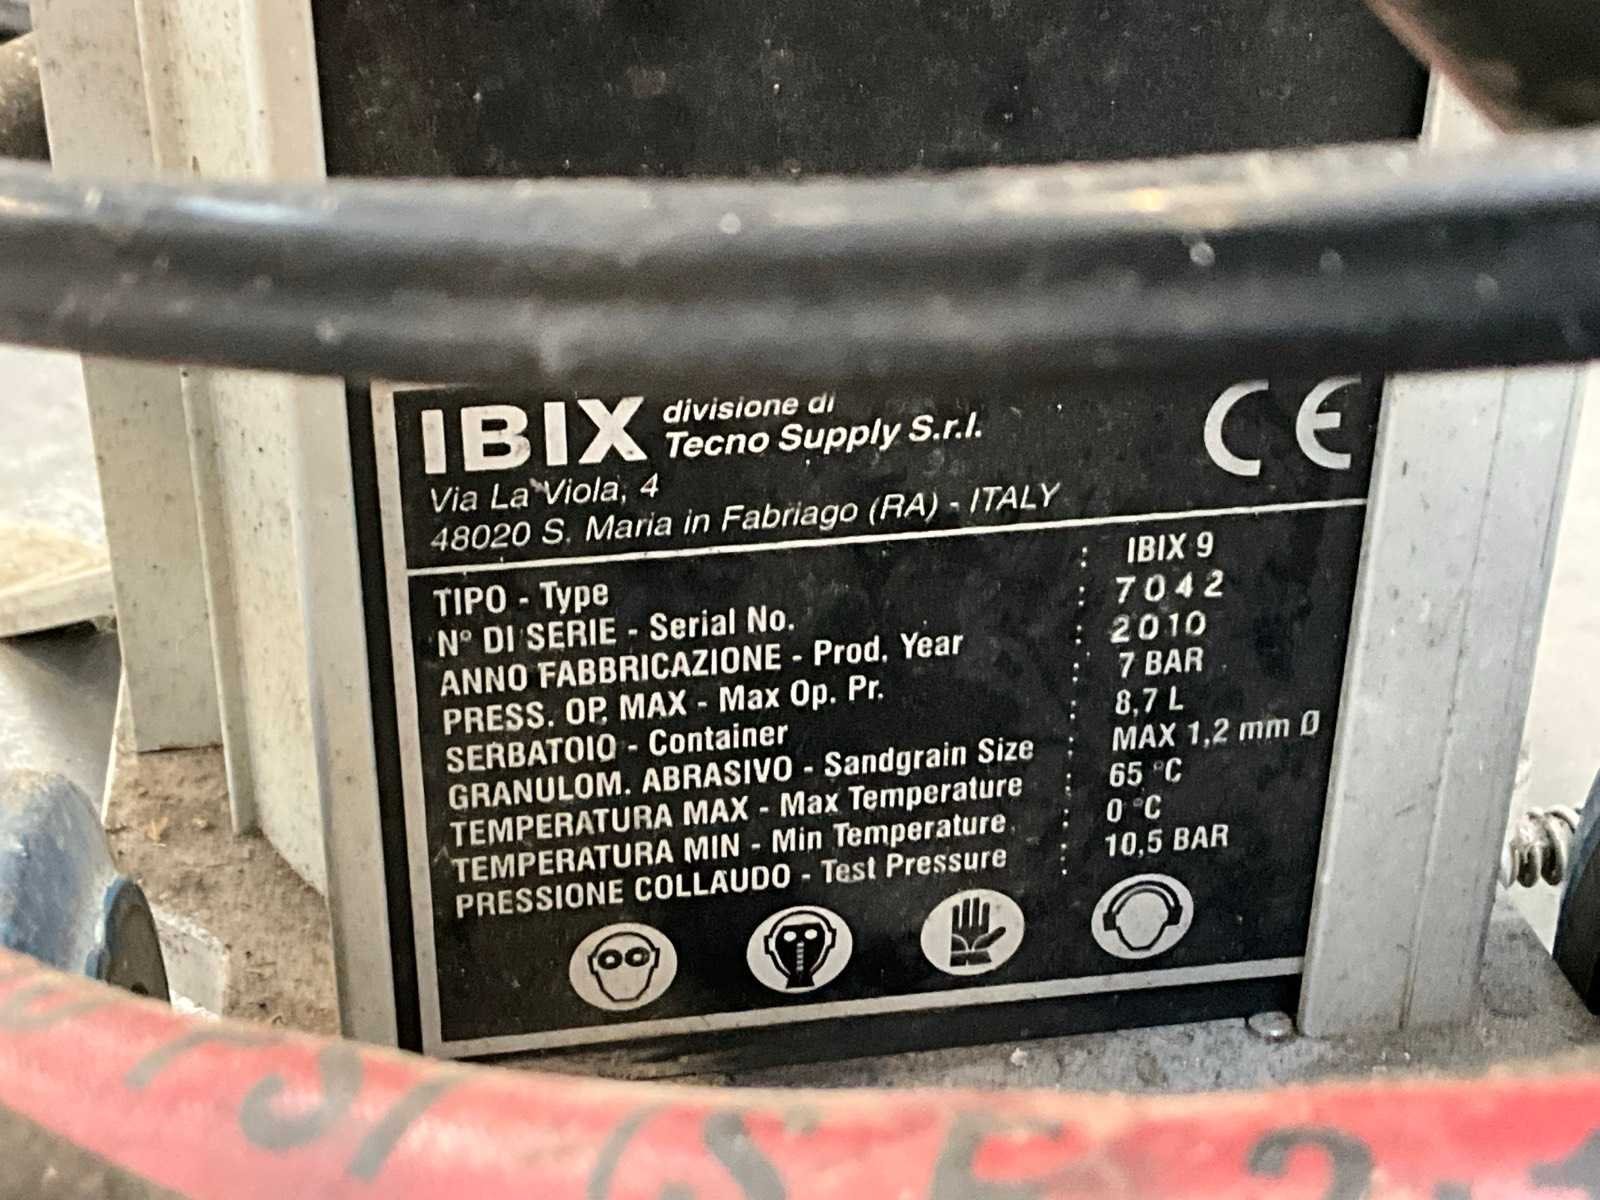 IBIX divisione di
Tecno Supply S.r.l.
CE
Via La Viola, 4
48020 S. Maria in Fabriago (RA) - ITALY
TIPO - Type : IBIX 9
N° DI SERIE - Serial No. : 7042
ANNO FABBRICAZIONE - Prod. Year : 2010
PRESS. OP. MAX - Max Op. Pr. : 7 BAR
SERBATOIO - Container : 8,7 L
GRANULOM. ABRASIVO - Sandgrain Size : MAX 1,2 mm Ø
TEMPERATURA MAX - Max Temperature : 65 °C
TEMPERATURA MIN - Min Temperature : 0 °C
PRESSIONE COLLAUDO - Test Pressure : 10,5 BAR